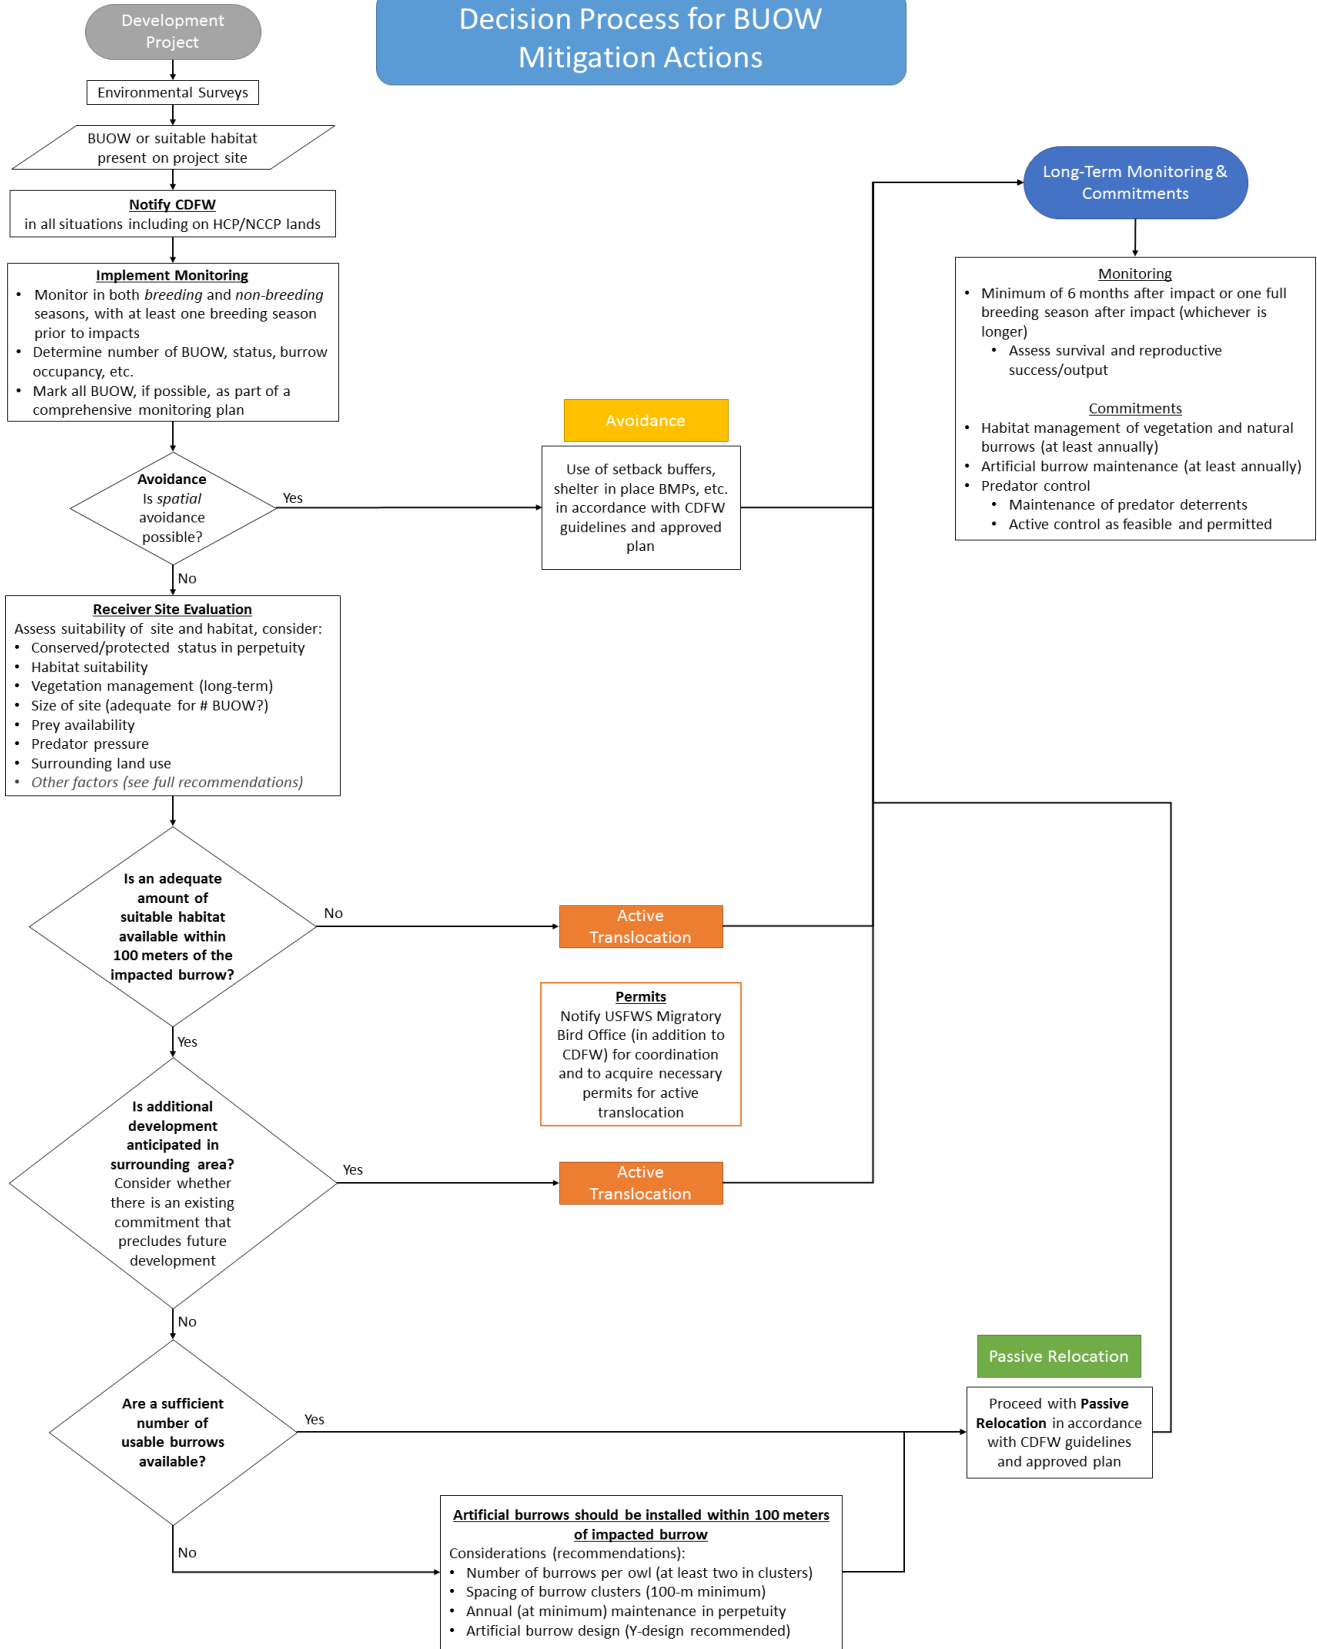 Decision Process for BUOW
Mitigation Actions
Development
Project
Environmental Surveys
BUOW or suitable habitat
present on project site
Notify CDFW
in all situations including on HCP/NCCP lands
Implement Monitoring
• Monitor in both breeding and non-breeding
seasons, with at least one breeding season
prior to impacts
• Determine number of BUOW, status, burrow
occupancy, etc.
• Mark all BUOW, if possible, as part of a
comprehensive monitoring plan
Avoidance
Is spatial
avoidance
possible?
Yes
No
Avoidance
Use of setback buffers,
shelter in place BMPs, etc.
in accordance with CDFW
guidelines and approved
plan
Long-Term Monitoring &
Commitments
Monitoring
• Minimum of 6 months after impact or one full
breeding season after impact (whichever is
longer)
• Assess survival and reproductive
success/output
Commitments
• Habitat management of vegetation and natural
burrows (at least annually)
• Artificial burrow maintenance (at least annually)
• Predator control
• Maintenance of predator deterrents
• Active control as feasible and permitted
Receiver Site Evaluation
Assess suitability of site and habitat, consider:
• Conserved/protected status in perpetuity
• Habitat suitability
• Vegetation management (long-term)
• Size of site (adequate for # BUOW?)
• Prey availability
• Predator pressure
• Surrounding land use
• Other factors (see full recommendations)
Is an adequate
amount of
suitable habitat
available within
100 meters of the
impacted burrow?
No
Yes
Active
Translocation
Permits
Notify USFWS Migratory
Bird Office (in addition to
CDFW) for coordination
and to acquire necessary
permits for active
translocation
Is additional
development
anticipated in
surrounding area?
Consider whether
there is an existing
commitment that
precludes future
development
Yes
No
Active
Translocation
Are a sufficient
number of
usable burrows
available?
Yes
No
Passive Relocation
Proceed with Passive
Relocation in accordance
with CDFW guidelines
and approved plan
Artificial burrows should be installed within 100 meters
of impacted burrow
Considerations (recommendations):
• Number of burrows per owl (at least two in clusters)
• Spacing of burrow clusters (100-m minimum)
• Annual (at minimum) maintenance in perpetuity
• Artificial burrow design (Y-design recommended)